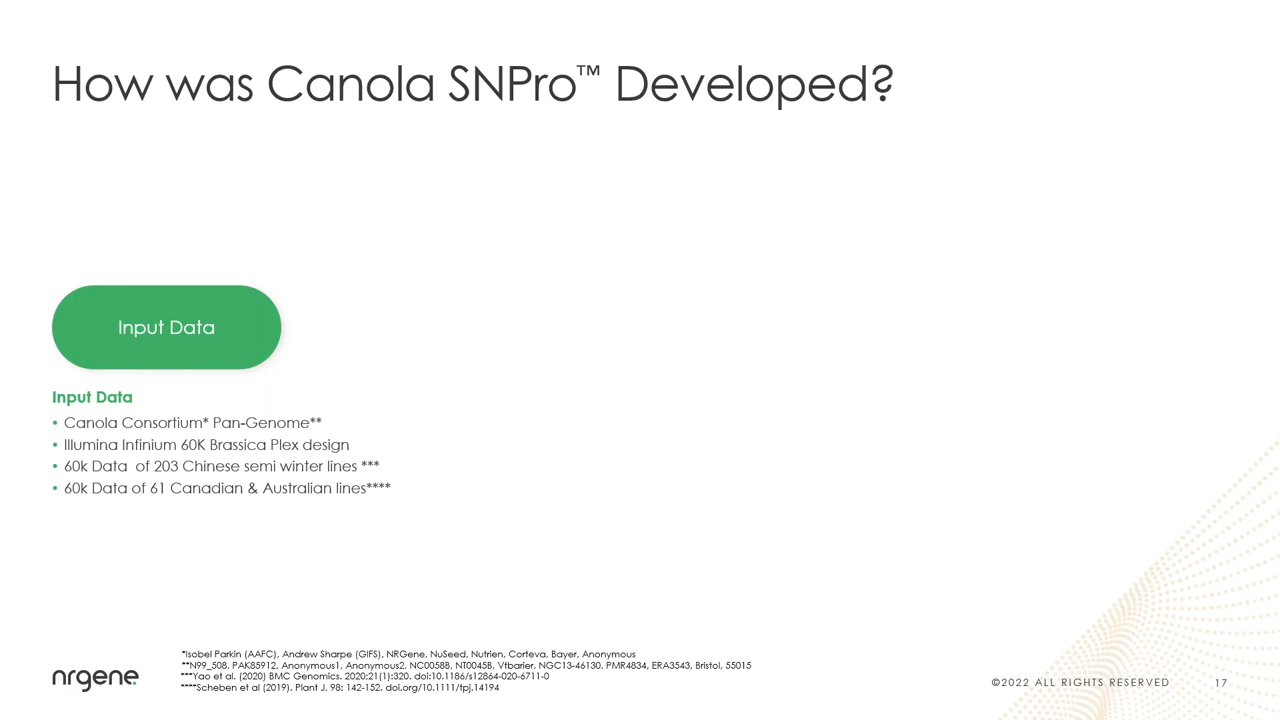 How was Canola SNPro™ Developed?
Input Data
Input Data
• Canola Consortium* Pan-Genome**
• Illumina Infinium 60K Brassica Plex design
• 60k Data of 203 Chinese semi winter lines ***
• 60k Data of 61 Canadian & Australian lines****
*Isobel Parkin (AAFC), Andrew Sharpe (GIFS), NRGene, NuSeed, Nutrien, Corteva, Bayer, Anonymous
**N99_508, PAK85912, Anonymous1, Anonymous2, NC0058B, NT0045B, Vtbarier, NGC13-46130, PMR4834, ERA3543, Bristol, 55015
***Yao et al. (2020) BMC Genomics. 2020;21(1):320. doi:10.1186/s12864-020-6711-0
****Scheben et al (2019). Plant J, 98: 142-152. doi.org/10.1111/tpj.14194
nrgene
©2022 ALL RIGHTS RESERVED
17